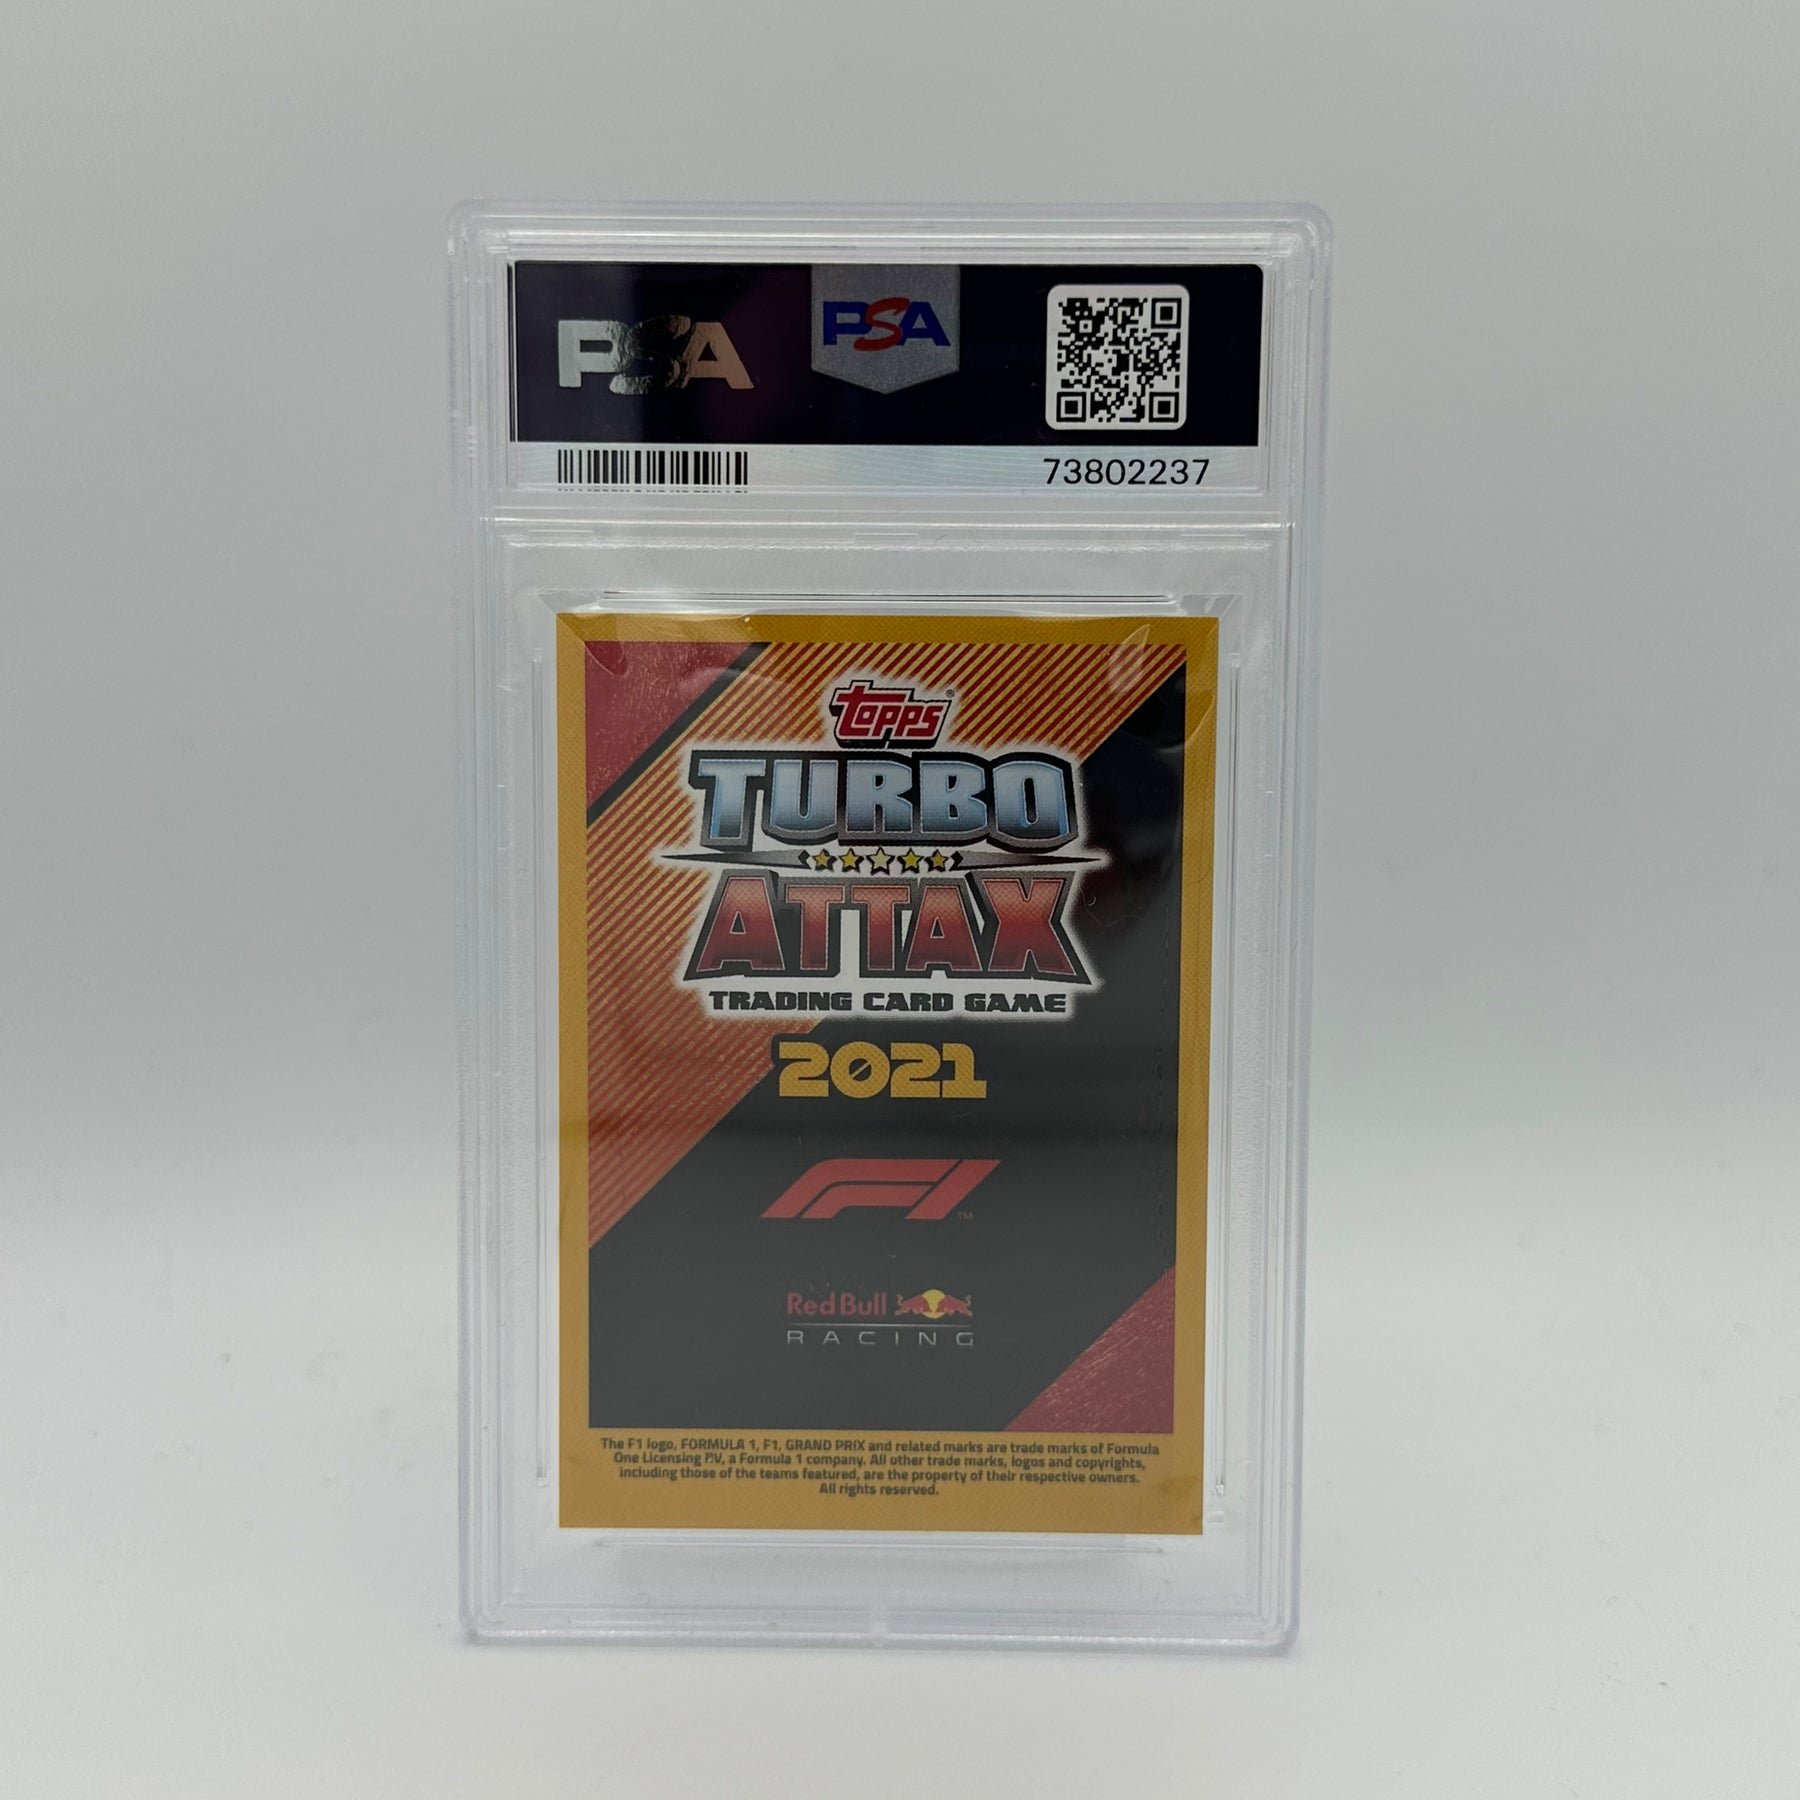 PSA
PSA
73802237
Topps®
TURBO
ATTAX
TRADING CARD GAME
2021
F1™
Red Bull
RACING
The F1 logo, FORMULA 1, F1, GRAND PRIX and related marks are trade marks of Formula
One Licensing BV, a Formula 1 company. All other trade marks, logos and copyrights,
including those of the teams featured, are the property of their respective owners.
All rights reserved.